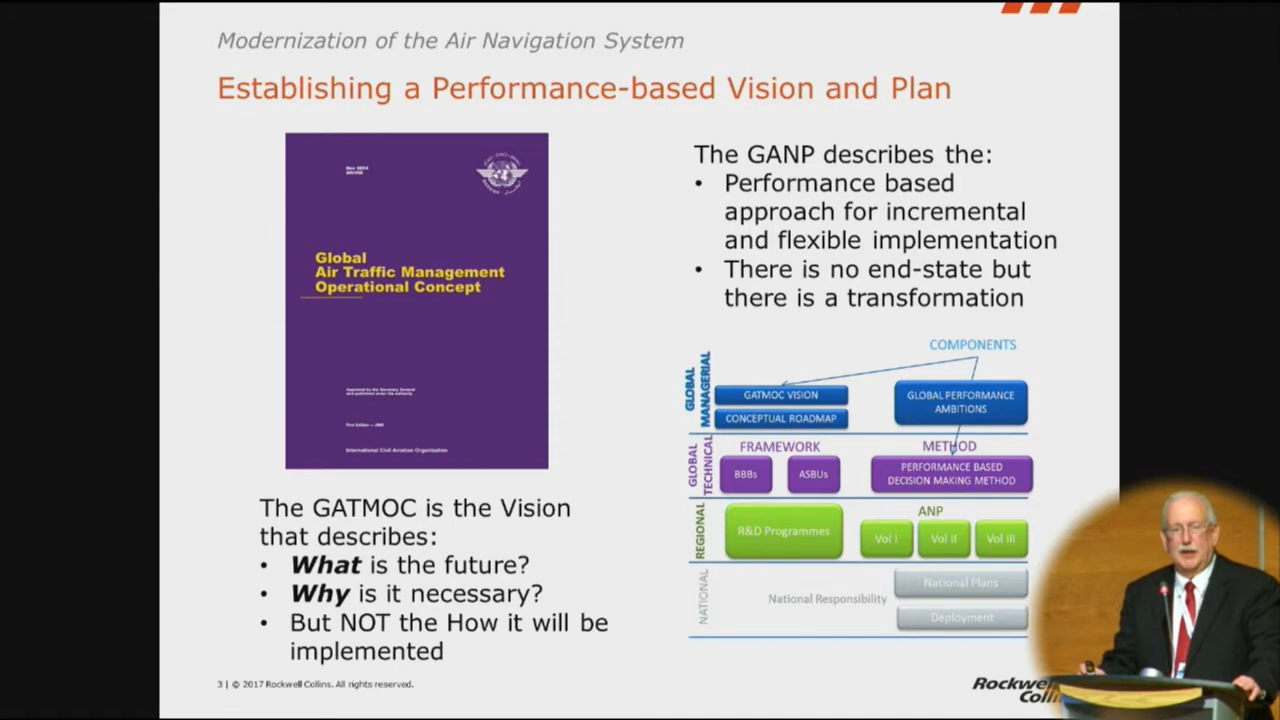 Modernization of the Air Navigation System
Establishing a Performance-based Vision and Plan
Global
Air Traffic Management
Operational Concept
Approved by the Secretary General
and published under his authority
International Civil Aviation Organization
The GATMOC is the Vision
that describes:
• What is the future?
• Why is it necessary?
• But NOT the How it will be
implemented
The GANP describes the:
• Performance based
approach for incremental
and flexible implementation
• There is no end-state but
there is a transformation
COMPONENTS
GLOBAL
MANAGERIAL
GATMOC VISION
CONCEPTUAL ROADMAP
GLOBAL PERFORMANCE
AMBITIONS
GLOBAL
TECHNICAL
FRAMEWORK
BBBs
ASBUs
METHOD
PERFORMANCE BASED
DECISION MAKING METHOD
REGIONAL
R&D Programmes
ANP
Vol I
Vol II
Vol III
NATIONAL
National Responsibility
National Plans
Deployment
3 | © 2017 Rockwell Collins. All rights reserved.